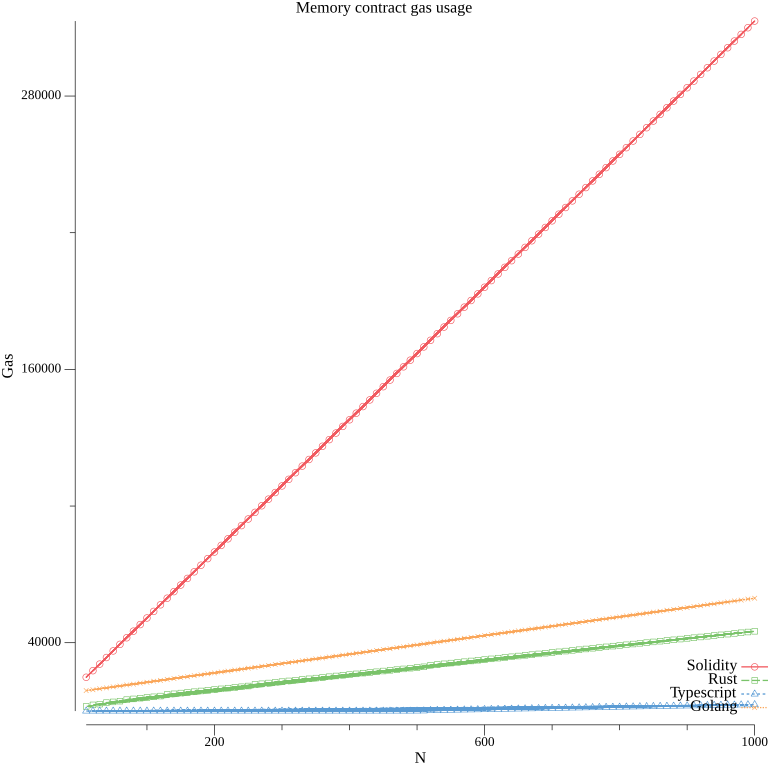 Memory contract gas usage
280000
160000
Gas
40000
Solidity
Rust
Typescript
Golang
200
600
1000
N